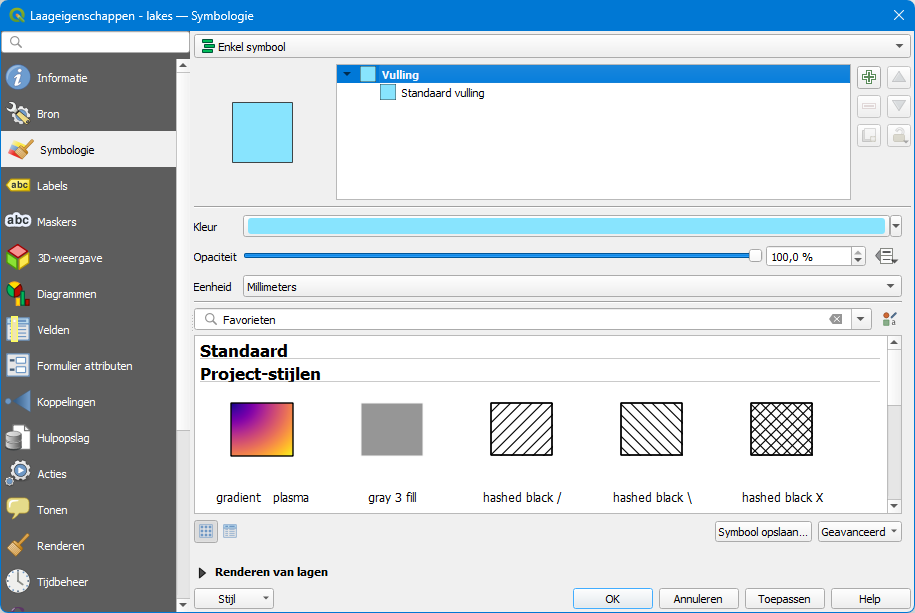 Laageigenschappen - lakes — Symbologie
Enkel symbool
Informatie
Bron
Symbologie
abc Labels
abc Maskers
3D-weergave
Diagrammen
Velden
Formulier attributen
Koppelingen
Hulpopslag
Acties
Tonen
Renderen
Tijdbeheer
Vulling
Standaard vulling
Kleur
Opaciteit
100,0 %
Eenheid
Millimeters
Favorieten
Standaard
Project-stijlen
gradient plasma
gray 3 fill
hashed black /
hashed black \
hashed black X
Symbool opslaan...
Geavanceerd
Renderen van lagen
Stijl
OK
Annuleren
Toepassen
Help